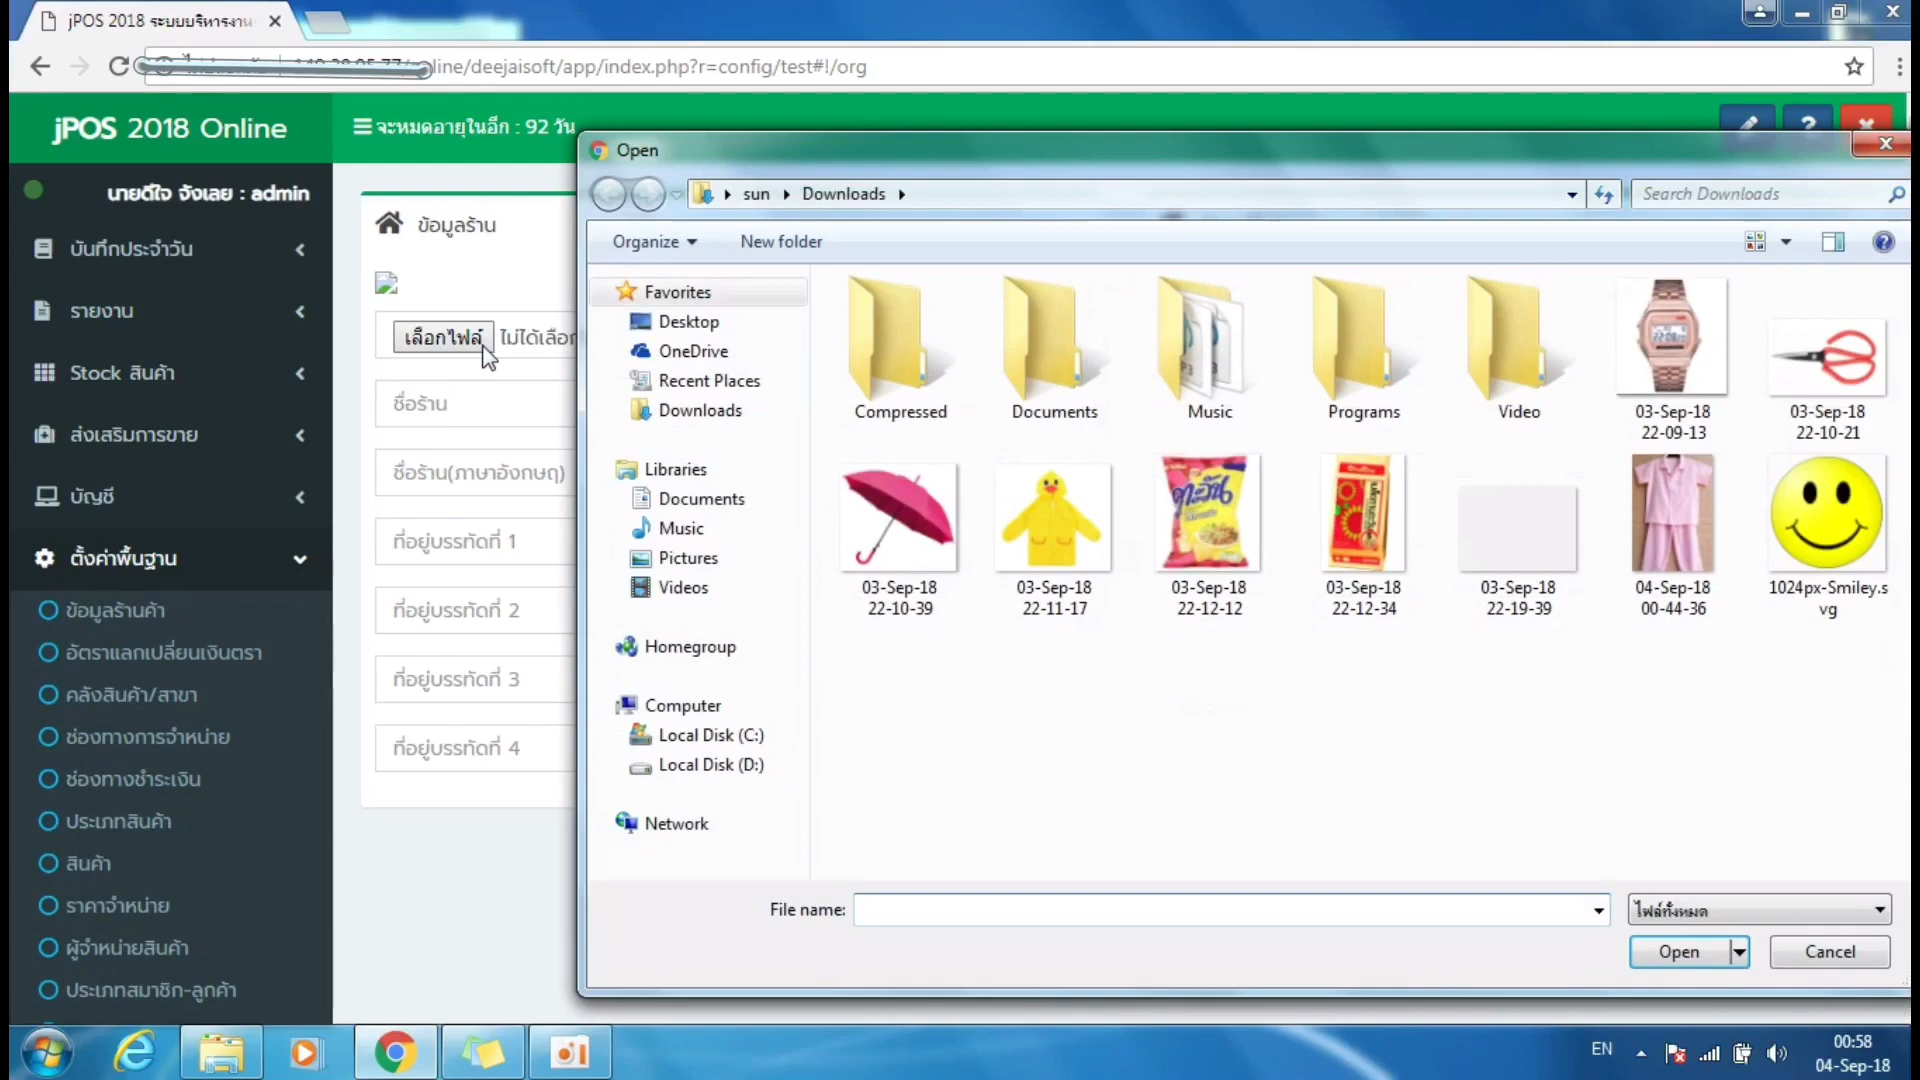 jPOS 2018 ระบบบริหารงาน
line/deejaisoft/app/index.php?r=config/test#!/org
jPOS 2018 Online
จะหมดอายุในอีก : 92 วัน
นายดีใจ จังเลย : admin
บันทึกประจำวัน
รายงาน
Stock สินค้า
ส่งเสริมการขาย
บัญชี
ตั้งค่าพื้นฐาน
ข้อมูลร้านค้า
อัตราแลกเปลี่ยนเงินตรา
คลังสินค้า/สาขา
ช่องทางการจำหน่าย
ช่องทางชำระเงิน
ประเภทสินค้า
สินค้า
ราคาจำหน่าย
ผู้จำหน่ายสินค้า
ประเภทสมาชิก-ลูกค้า
ข้อมูลร้าน
เลือกไฟล์ ไม่ได้เลือก
ชื่อร้าน
ชื่อร้าน(ภาษาอังกฤษ)
ที่อยู่บรรทัดที่ 1
ที่อยู่บรรทัดที่ 2
ที่อยู่บรรทัดที่ 3
ที่อยู่บรรทัดที่ 4
Open
sun Downloads
Search Downloads
Organize New folder
Favorites
Desktop
OneDrive
Recent Places
Downloads
Libraries
Documents
Music
Pictures
Videos
Homegroup
Computer
Local Disk (C:)
Local Disk (D:)
Network
Compressed Documents Music Programs Video 03-Sep-18 03-Sep-18
22-09-13 22-10-21
ตะวัน
03-Sep-18 03-Sep-18 03-Sep-18 03-Sep-18 03-Sep-18 04-Sep-18 1024px-Smiley.s
22-10-39 22-11-17 22-12-12 22-12-34 22-19-39 00-44-36 vg
File name:
ไฟล์ทั้งหมด
Open Cancel
EN
00:58
04-Sep-18